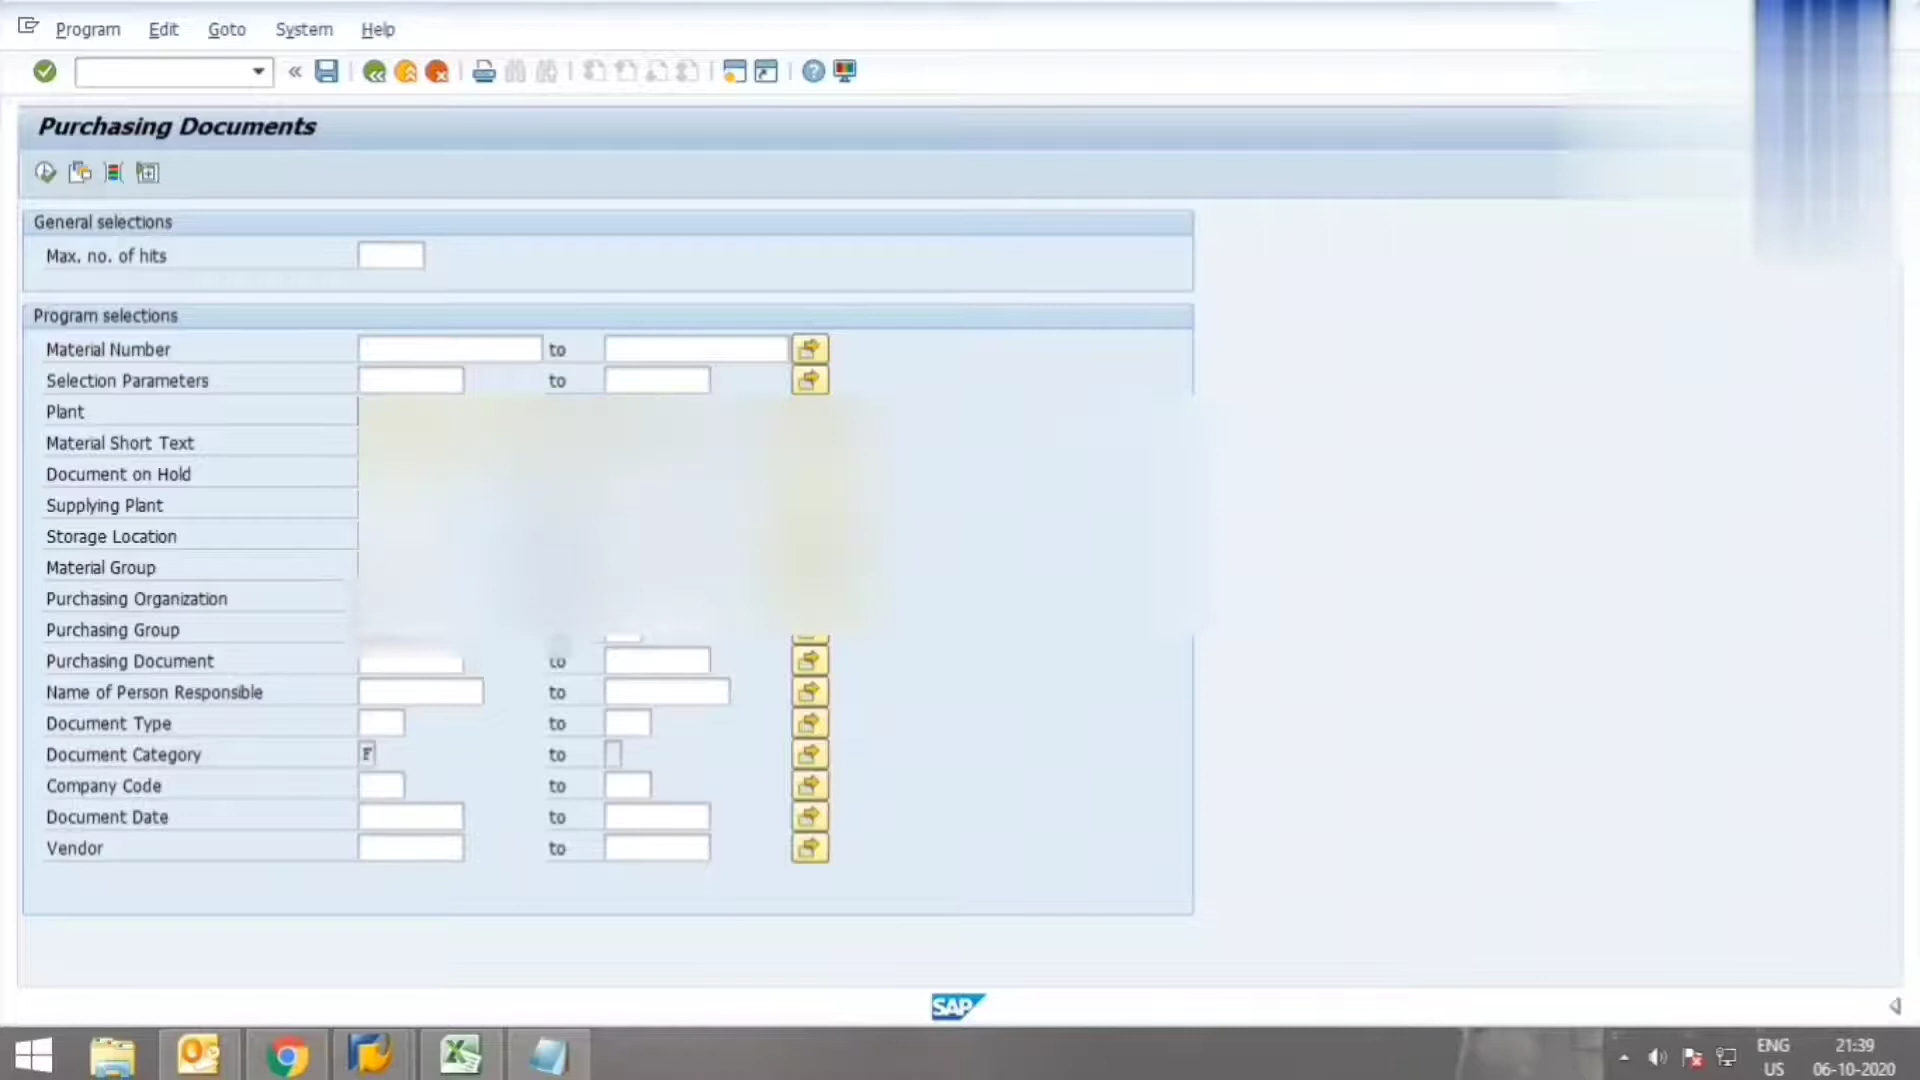 Program Edit Goto System Help
Purchasing Documents
General selections
Max. no. of hits
Program selections
Material Number to
Selection Parameters to
Plant
Material Short Text
Document on Hold
Supplying Plant
Storage Location
Material Group
Purchasing Organization
Purchasing Group
Purchasing Document to
Name of Person Responsible to
Document Type to
Document Category F to
Company Code to
Document Date to
Vendor to
SAP
ENG 21:39
US 06-10-2020